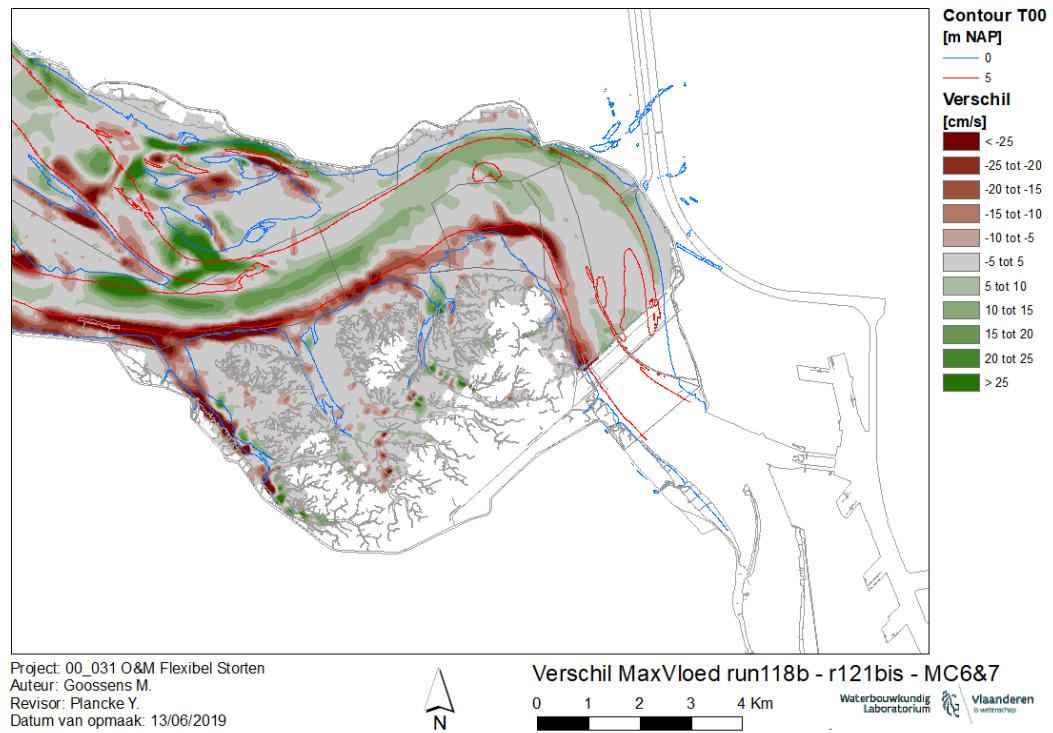 Contour T00
[m NAP]
0
5
Verschil
[cm/s]
< -25
-25 tot -20
-20 tot -15
-15 tot -10
-10 tot -5
-5 tot 5
5 tot 10
10 tot 15
15 tot 20
20 tot 25
> 25
Project: 00_031 O&M Flexibel Storten
Auteur: Goossens M.
Revisor: Plancke Y.
Datum van opmaak: 13/06/2019
N
Verschil MaxVloed run118b - r121bis - MC6&7
0 1 2 3 4 Km
Waterbouwkundig
Laboratorium
Vlaanderen
is wetenschap